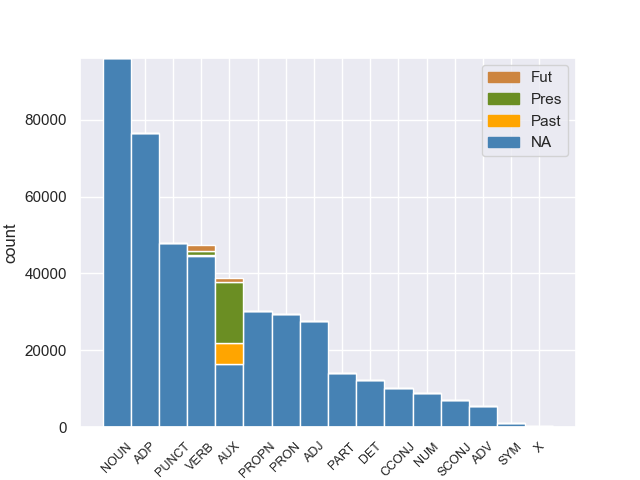 Fut
Pres
Past
NA
count
80000
60000
40000
20000
0
NOUN
ADP
PUNCT
VERB
AUX
PROPN
PRON
ADJ
PART
DET
CCONJ
NUM
SCONJ
ADV
SYM
X